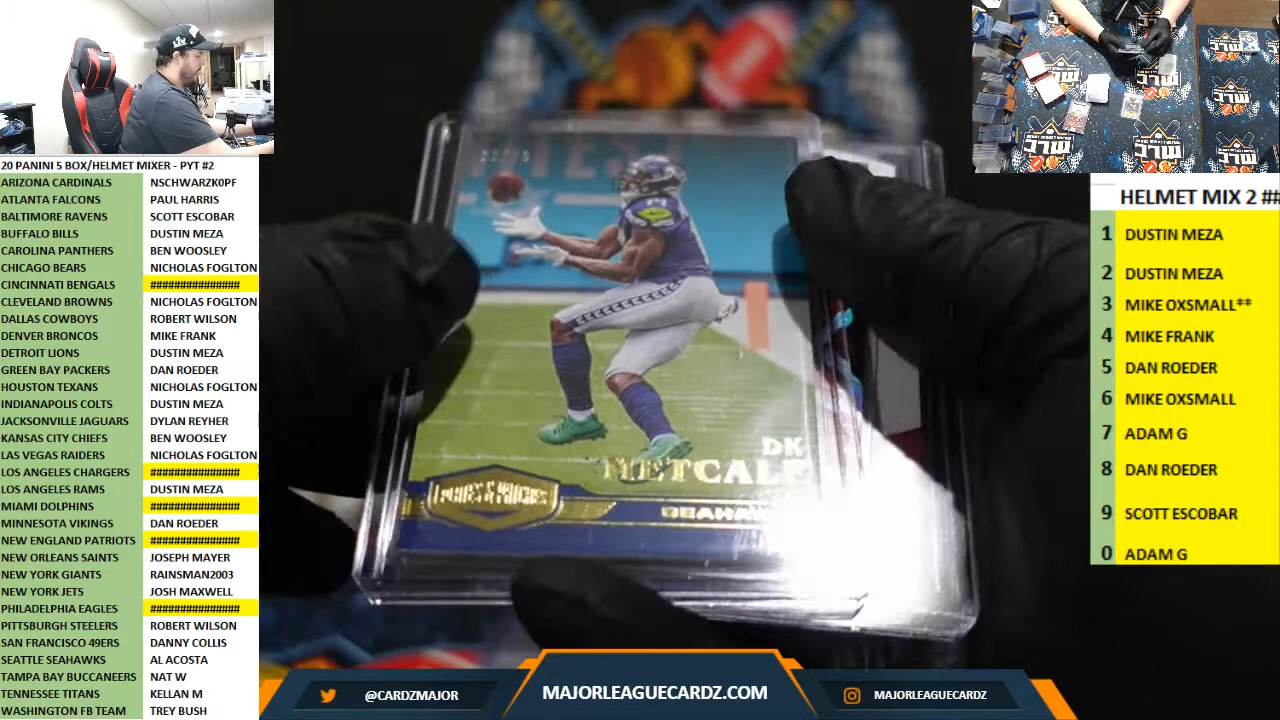 20 PANINI 5 BOX/HELMET MIXER - PYT #2
ARIZONA CARDINALS NSCHWARZK0PF
ATLANTA FALCONS PAUL HARRIS
BALTIMORE RAVENS SCOTT ESCOBAR
BUFFALO BILLS DUSTIN MEZA
CAROLINA PANTHERS BEN WOOSLEY
CHICAGO BEARS NICHOLAS FOGLTON
CINCINNATI BENGALS ###############
CLEVELAND BROWNS NICHOLAS FOGLTON
DALLAS COWBOYS ROBERT WILSON
DENVER BRONCOS MIKE FRANK
DETROIT LIONS DUSTIN MEZA
GREEN BAY PACKERS DAN ROEDER
HOUSTON TEXANS NICHOLAS FOGLTON
INDIANAPOLIS COLTS DUSTIN MEZA
JACKSONVILLE JAGUARS DYLAN REYHER
KANSAS CITY CHIEFS BEN WOOSLEY
LAS VEGAS RAIDERS NICHOLAS FOGLTON
LOS ANGELES CHARGERS ###############
LOS ANGELES RAMS DUSTIN MEZA
MIAMI DOLPHINS ###############
MINNESOTA VIKINGS DAN ROEDER
NEW ENGLAND PATRIOTS ###############
NEW ORLEANS SAINTS JOSEPH MAYER
NEW YORK GIANTS RAINSMAN2003
NEW YORK JETS JOSH MAXWELL
PHILADELPHIA EAGLES ###############
PITTSBURGH STEELERS ROBERT WILSON
SAN FRANCISCO 49ERS DANNY COLLIS
SEATTLE SEAHAWKS AL ACOSTA
TAMPA BAY BUCCANEERS NAT W
TENNESSEE TITANS KELLAN M
WASHINGTON FB TEAM TREY BUSH
DK
METCALF
PLATES & PATCHES
HELMET MIX 2 ##
1 DUSTIN MEZA
2 DUSTIN MEZA
3 MIKE OXSMALL**
4 MIKE FRANK
5 DAN ROEDER
6 MIKE OXSMALL
7 ADAM G
8 DAN ROEDER
9 SCOTT ESCOBAR
0 ADAM G
@CARDZMAJOR
MAJORLEAGUECARDZ.COM
MAJORLEAGUECARDZ